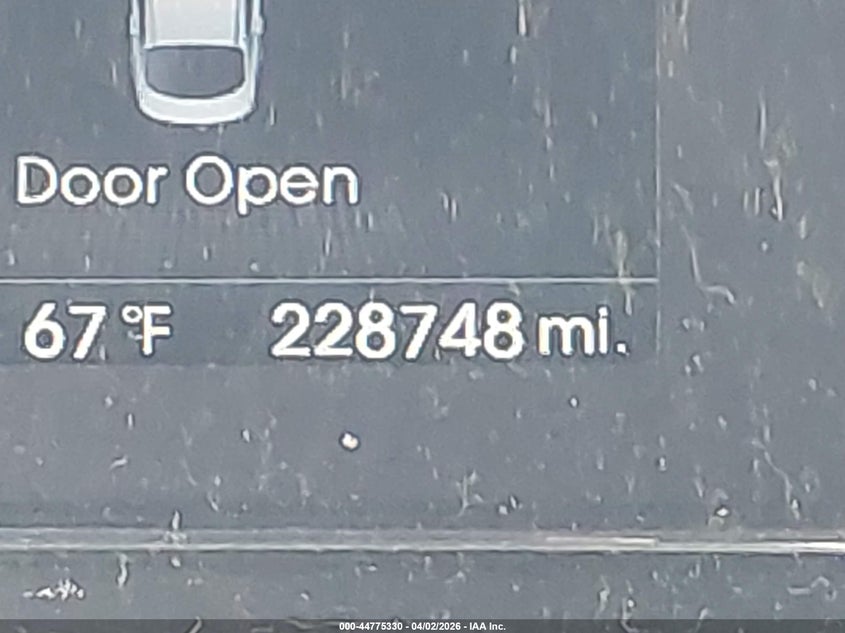 Door Open
67 °F 228748 mi.
000-44775330 - 04/02/2026 - IAA Inc.